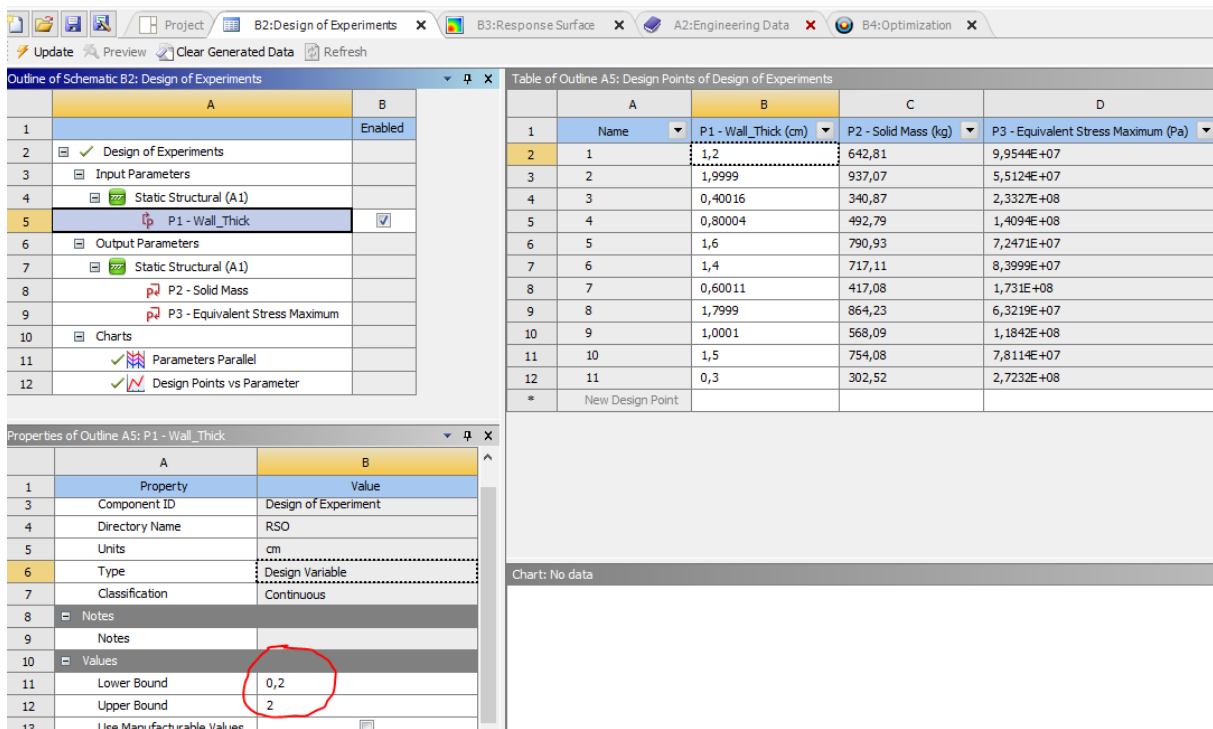 Project B2:Design of Experiments B3:Response Surface A2:Engineering Data B4:Optimization
Update Preview Clear Generated Data Refresh
Outline of Schematic B2: Design of Experiments
A B
1 Enabled
2 Design of Experiments
3 Input Parameters
4 Static Structural (A1)
5 P1 - Wall_Thick
6 Output Parameters
7 Static Structural (A1)
8 P2 - Solid Mass
9 P3 - Equivalent Stress Maximum
10 Charts
11 Parameters Parallel
12 Design Points vs Parameter
Table of Outline A5: Design Points of Design of Experiments
A B C D
1 Name P1 - Wall_Thick (cm) P2 - Solid Mass (kg) P3 - Equivalent Stress Maximum (Pa)
2 1 1,2 642,81 9,9544E+07
3 2 1,9999 937,07 5,5124E+07
4 3 0,40016 340,87 2,3327E+08
5 4 0,80004 492,79 1,4094E+08
6 5 1,6 790,93 7,2471E+07
7 6 1,4 717,11 8,3999E+07
8 7 0,60011 417,08 1,731E+08
9 8 1,7999 864,23 6,3219E+07
10 9 1,0001 568,09 1,1842E+08
11 10 1,5 754,08 7,8114E+07
12 11 0,3 302,52 2,7232E+08
* New Design Point
Properties of Outline A5: P1 - Wall_Thick
A B
1 Property Value
3 Component ID Design of Experiment
4 Directory Name RSO
5 Units cm
6 Type Design Variable
7 Classification Continuous
8 Notes
9 Notes
10 Values
11 Lower Bound 0,2
12 Upper Bound 2
13 Use Manufacturable Values
Chart: No data